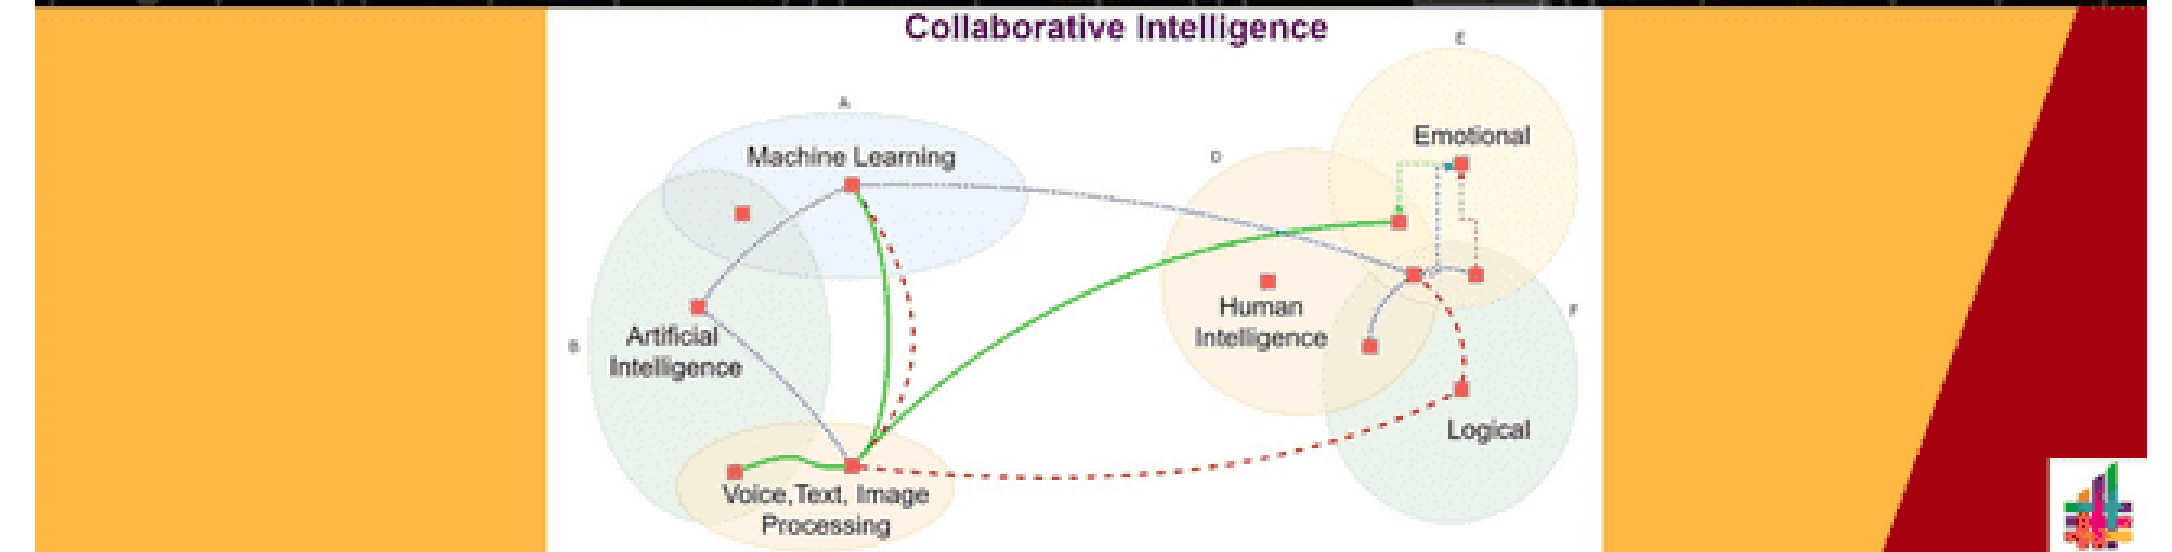 Collaborative Intelligence
E
A
Emotional
Machine Learning
D
Human
Intelligence
F
Artificial
Intelligence
B
Logical
Voice, Text, Image
Processing